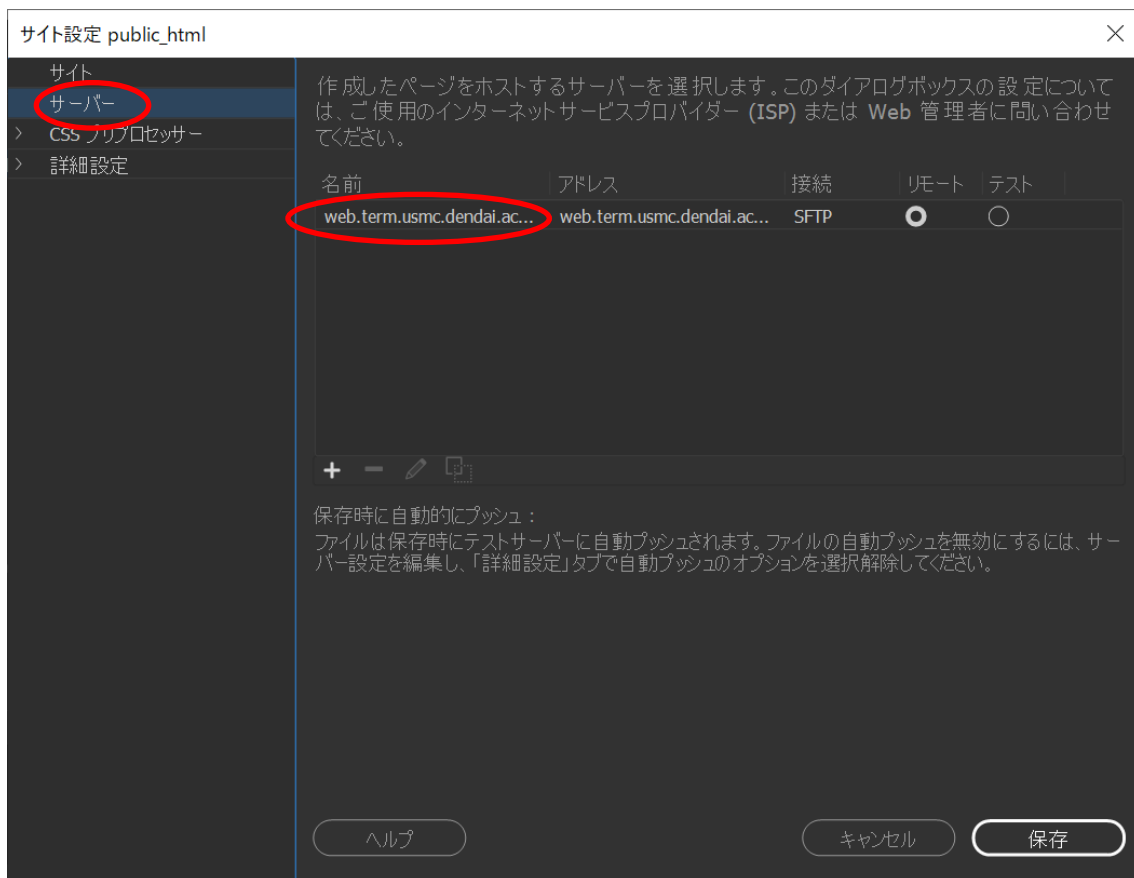 サイト設定 public_html
サイト
サーバー
CSS プリプロセッサー
詳細設定
作成したページをホストするサーバーを選択します。このダイアログボックスの設定について
は、ご使用のインターネットサービスプロバイダー (ISP) または Web 管理者に問い合わせ
てください。
名前 アドレス 接続 リモート テスト
web.term.usmc.dendai.ac... web.term.usmc.dendai.ac... SFTP
保存時に自動的にプッシュ：
ファイルは保存時にテストサーバーに自動プッシュされます。ファイルの自動プッシュを無効にするには、サー
バー設定を編集し、「詳細設定」タブで自動プッシュのオプションを選択解除してください。
ヘルプ キャンセル 保存